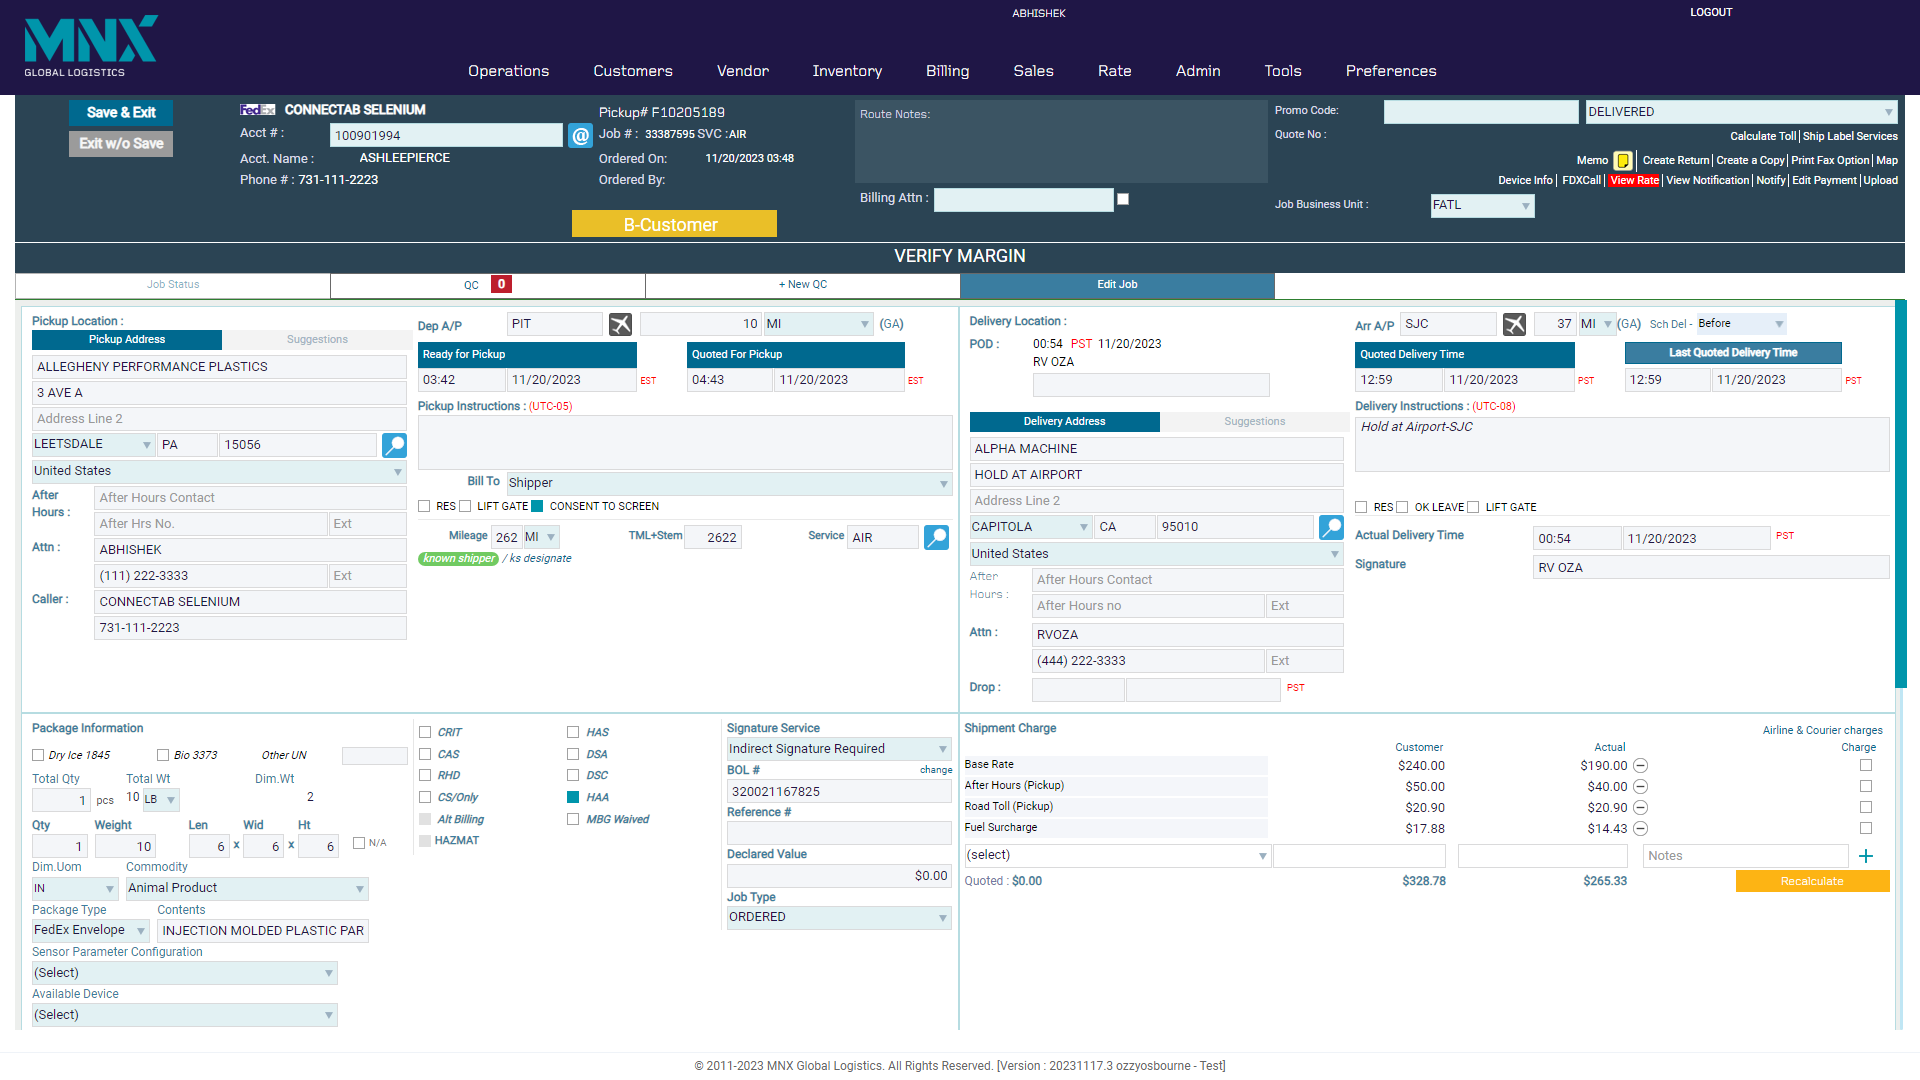 ABHISHEK
LOGOUT
MNX
GLOBAL LOGISTICS
Operations Customers Vendor Inventory Billing Sales Rate Admin Tools Preferences
Save & Exit
Exit w/o Save
FedEx CONNECTAB SELENIUM
Acct # : 100901994 @
Acct. Name : ASHLEEPIERCE
Phone # : 731-111-2223
Pickup# F10205189
Job # : 33387595 SVC :AIR
Ordered On: 11/20/2023 03:48
Ordered By:
B-Customer
Route Notes:
Billing Attn :
Promo Code: DELIVERED
Quote No :
Calculate Toll | Ship Label Services
Memo | Create Return | Create a Copy | Print Fax Option | Map
Device Info | FDXCall | View Rate | View Notification | Notify | Edit Payment | Upload
Job Business Unit : FATL
VERIFY MARGIN
Job Status QC 0 + New QC Edit Job
Pickup Location :
Pickup Address Suggestions
ALLEGHENY PERFORMANCE PLASTICS
3 AVE A
Address Line 2
LEETSDALE PA 15056
United States
After Hours : After Hours Contact
After Hrs No. Ext
Attn : ABHISHEK
(111) 222-3333 Ext
Caller : CONNECTAB SELENIUM
731-111-2223
Dep A/P PIT 10 MI (GA)
Ready for Pickup Quoted For Pickup
03:42 11/20/2023 EST 04:43 11/20/2023 EST
Pickup Instructions : (UTC-05)
Bill To Shipper
RES LIFT GATE CONSENT TO SCREEN
Mileage 262 MI TML+Stem 2622 Service AIR
known shipper / ks designate
Delivery Location :
POD : 00:54 PST 11/20/2023
RV OZA
Delivery Address Suggestions
ALPHA MACHINE
HOLD AT AIRPORT
Address Line 2
CAPITOLA CA 95010
United States
After Hours : After Hours Contact
After Hours no Ext
Attn : RVOZA
(444) 222-3333 Ext
Drop : PST
Arr A/P SJC 37 MI (GA) Sch Del - Before
Quoted Delivery Time Last Quoted Delivery Time
12:59 11/20/2023 PST 12:59 11/20/2023 PST
Delivery Instructions : (UTC-08)
Hold at Airport-SJC
RES OK LEAVE LIFT GATE
Actual Delivery Time 00:54 11/20/2023 PST
Signature RV OZA
Package Information
Dry Ice 1845 Bio 3373 Other UN
Total Qty Total Wt Dim.Wt
1 pcs 10 LB 2
Qty Weight Len Wid Ht
1 10 6 x 6 x 6 N/A
Dim.Uom Commodity
IN Animal Product
Package Type Contents
FedEx Envelope INJECTION MOLDED PLASTIC PAR
Sensor Parameter Configuration
(Select)
Available Device
(Select)
CRIT HAS
CAS DSA
RHD DSC
CS/Only HAA
Alt Billing MBG Waived
HAZMAT
Signature Service
Indirect Signature Required
BOL # change
320021167825
Reference #
Declared Value
$0.00
Job Type
ORDERED
Shipment Charge Airline & Courier charges
Customer Actual Charge
Base Rate $240.00 $190.00
After Hours (Pickup) $50.00 $40.00
Road Toll (Pickup) $20.90 $20.90
Fuel Surcharge $17.88 $14.43
(select) Notes +
Quoted : $0.00 $328.78 $265.33 Recalculate
© 2011-2023 MNX Global Logistics. All Rights Reserved. [Version : 20231117.3 ozzyosbourne - Test]